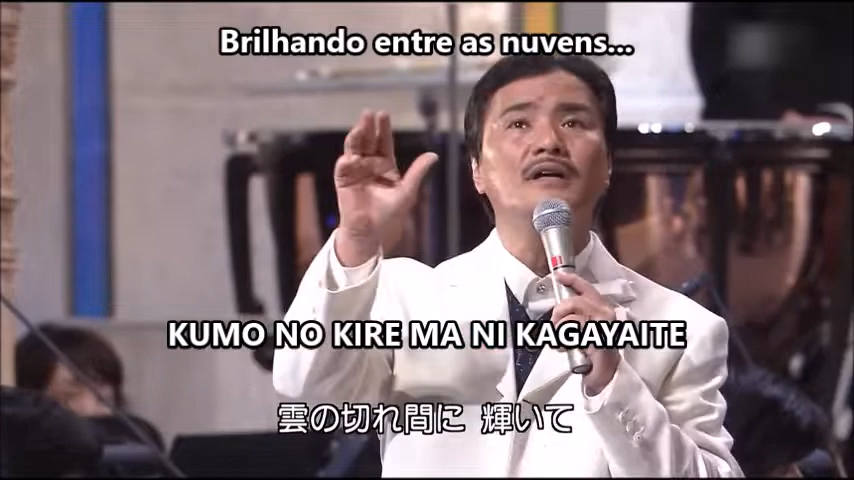 Brilhando entre as nuvens...
KUMO NO KIRE MA NI KAGAYAITE
雲の切れ間に 輝いて